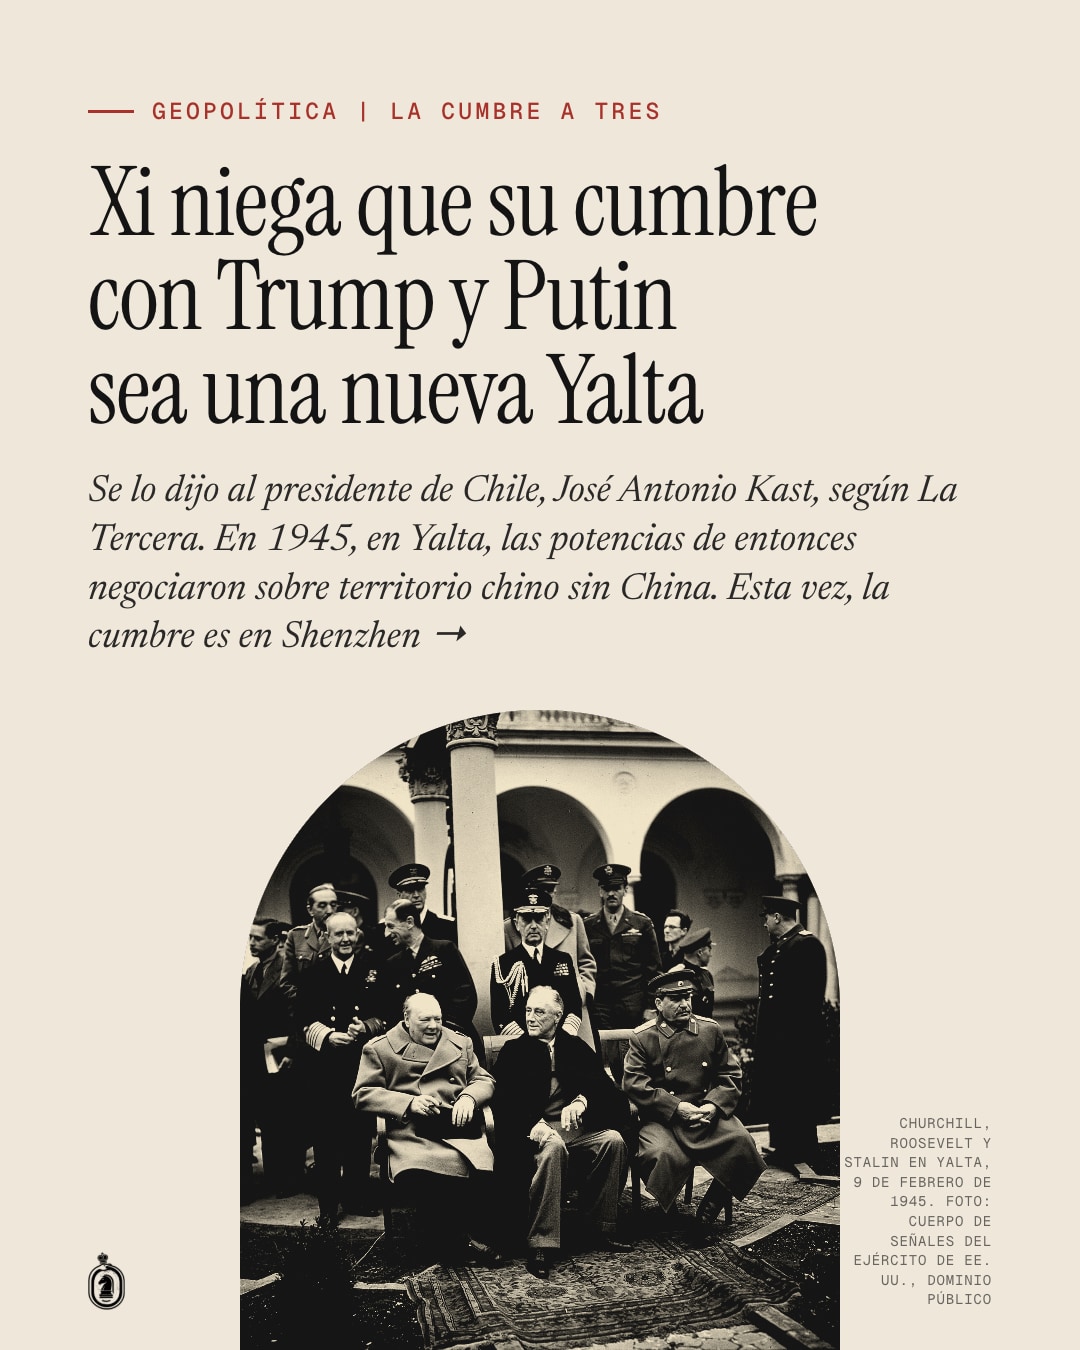 GEOPOLÍTICA | LA CUMBRE A TRES
Xi niega que su cumbre
con Trump y Putin
sea una nueva Yalta
Se lo dijo al presidente de Chile, José Antonio Kast, según La
Tercera. En 1945, en Yalta, las potencias de entonces
negociaron sobre territorio chino sin China. Esta vez, la
cumbre es en Shenzhen →
CHURCHILL,
ROOSEVELT Y
STALIN EN YALTA,
9 DE FEBRERO DE
1945. FOTO:
CUERPO DE
SEÑALES DEL
EJÉRCITO DE EE.
UU., DOMINIO
PÚBLICO